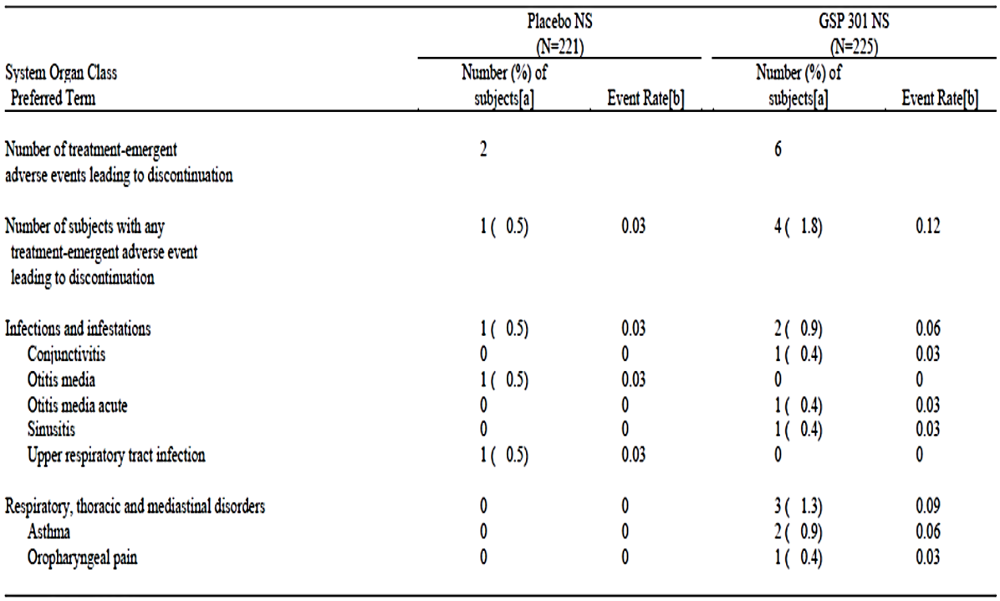 Placebo NS GSP 301 NS
(N=221) (N=225)
System Organ Class Number (%) of Number (%) of
Preferred Term subjects[a] Event Rate[b] subjects[a] Event Rate[b]
Number of treatment-emergent 2 6
adverse events leading to discontinuation
Number of subjects with any 1 ( 0.5) 0.03 4 ( 1.8) 0.12
treatment-emergent adverse event
leading to discontinuation
Infections and infestations 1 ( 0.5) 0.03 2 ( 0.9) 0.06
Conjunctivitis 0 0 1 ( 0.4) 0.03
Otitis media 1 ( 0.5) 0.03 0 0
Otitis media acute 0 0 1 ( 0.4) 0.03
Sinusitis 0 0 1 ( 0.4) 0.03
Upper respiratory tract infection 1 ( 0.5) 0.03 0 0
Respiratory, thoracic and mediastinal disorders 0 0 3 ( 1.3) 0.09
Asthma 0 0 2 ( 0.9) 0.06
Oropharyngeal pain 0 0 1 ( 0.4) 0.03